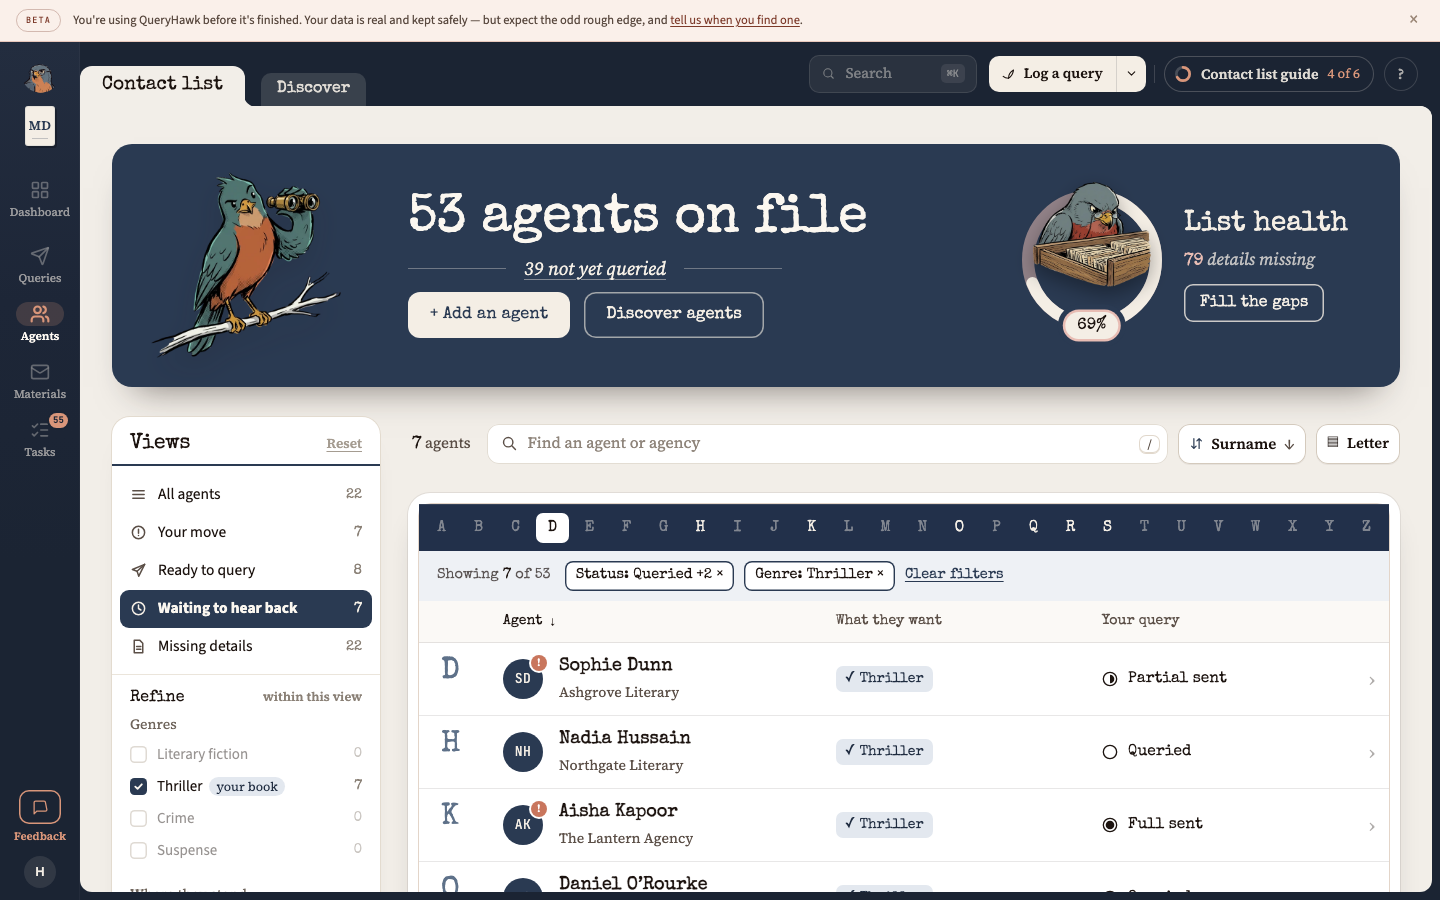 BETA You're using QueryHawk before it's finished. Your data is real and kept safely — but expect the odd rough edge, and tell us when you find one. ×
Contact list
Discover
Search ⌘K
Log a query
Contact list guide 4 of 6
?
MD
Dashboard
Queries
Agents
Materials
55
Tasks
Feedback
H
53 agents on file
39 not yet queried
+ Add an agent
Discover agents
69%
List health
79 details missing
Fill the gaps
Views
Reset
All agents 22
Your move 7
Ready to query 8
Waiting to hear back 7
Missing details 22
Refine
within this view
Genres
Literary fiction 0
Thriller your book 7
Crime 0
Suspense 0
7 agents
Find an agent or agency /
Surname ↓
Letter
A B C D E F G H I J K L M N O P Q R S T U V W X Y Z
Showing 7 of 53
Status: Queried +2 ×
Genre: Thriller ×
Clear filters
Agent ↓
What they want
Your query
D
SD
!
Sophie Dunn
Ashgrove Literary
✓ Thriller
Partial sent
H
NH
Nadia Hussain
Northgate Literary
✓ Thriller
Queried
K
AK
!
Aisha Kapoor
The Lantern Agency
✓ Thriller
Full sent
O
Daniel O'Rourke